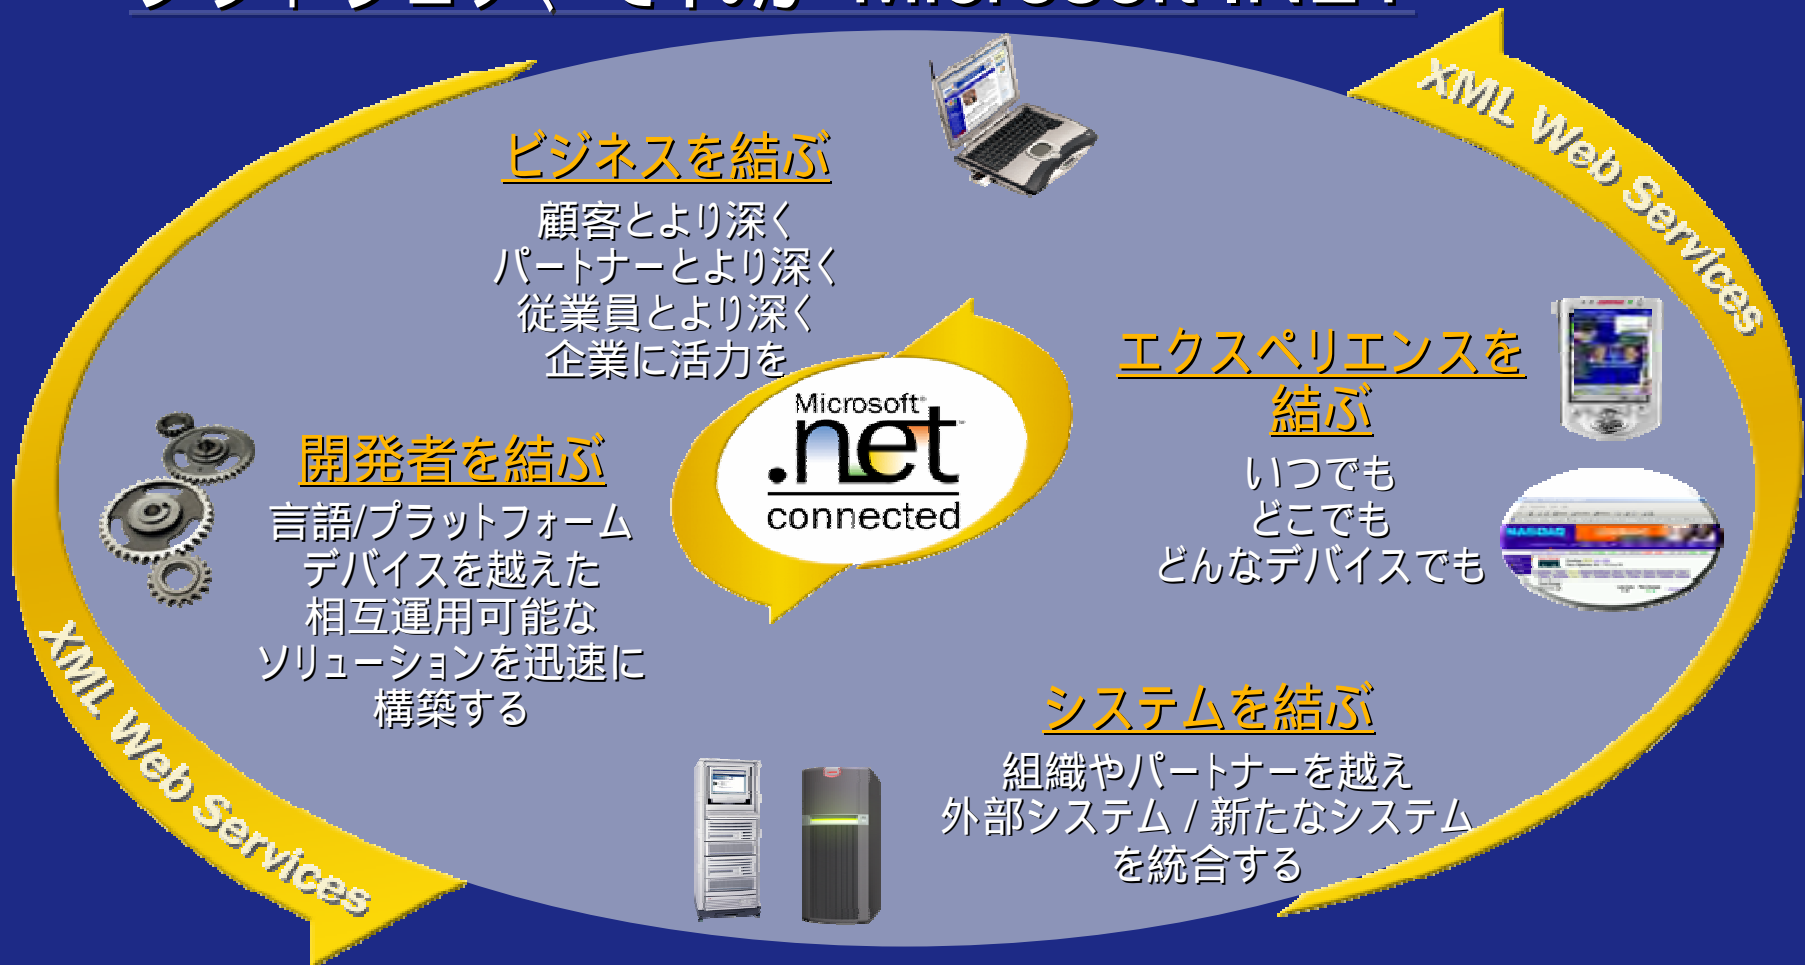 Microsoft .NET
XML Web Services
ビジネスを結ぶ
顧客とより深く
パートナーとより深く
従業員とより深く
企業に活力を
エクスペリエンスを
結ぶ
いつでも
どこでも
どんなデバイスでも
Microsoft
.net
connected
開発者を結ぶ
言語/プラットフォーム
デバイスを越えた
相互運用可能な
ソリューションを迅速に
構築する
システムを結ぶ
組織やパートナーを越え
外部システム / 新たなシステム
を統合する
XML Web Services
NASDAQ